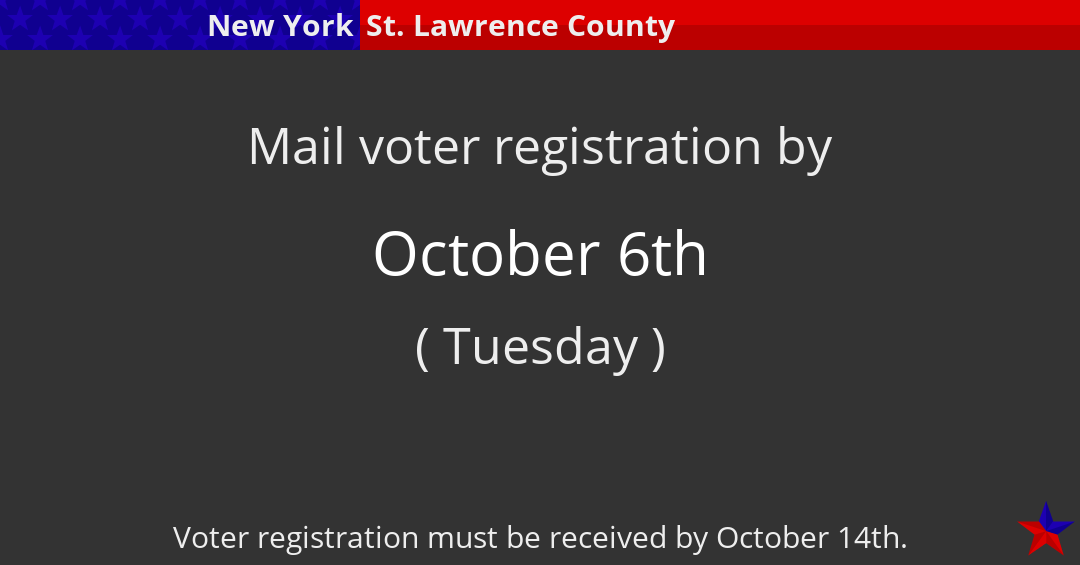 New York St. Lawrence County
Mail voter registration by
October 6th
( Tuesday )
Voter registration must be received by October 14th.